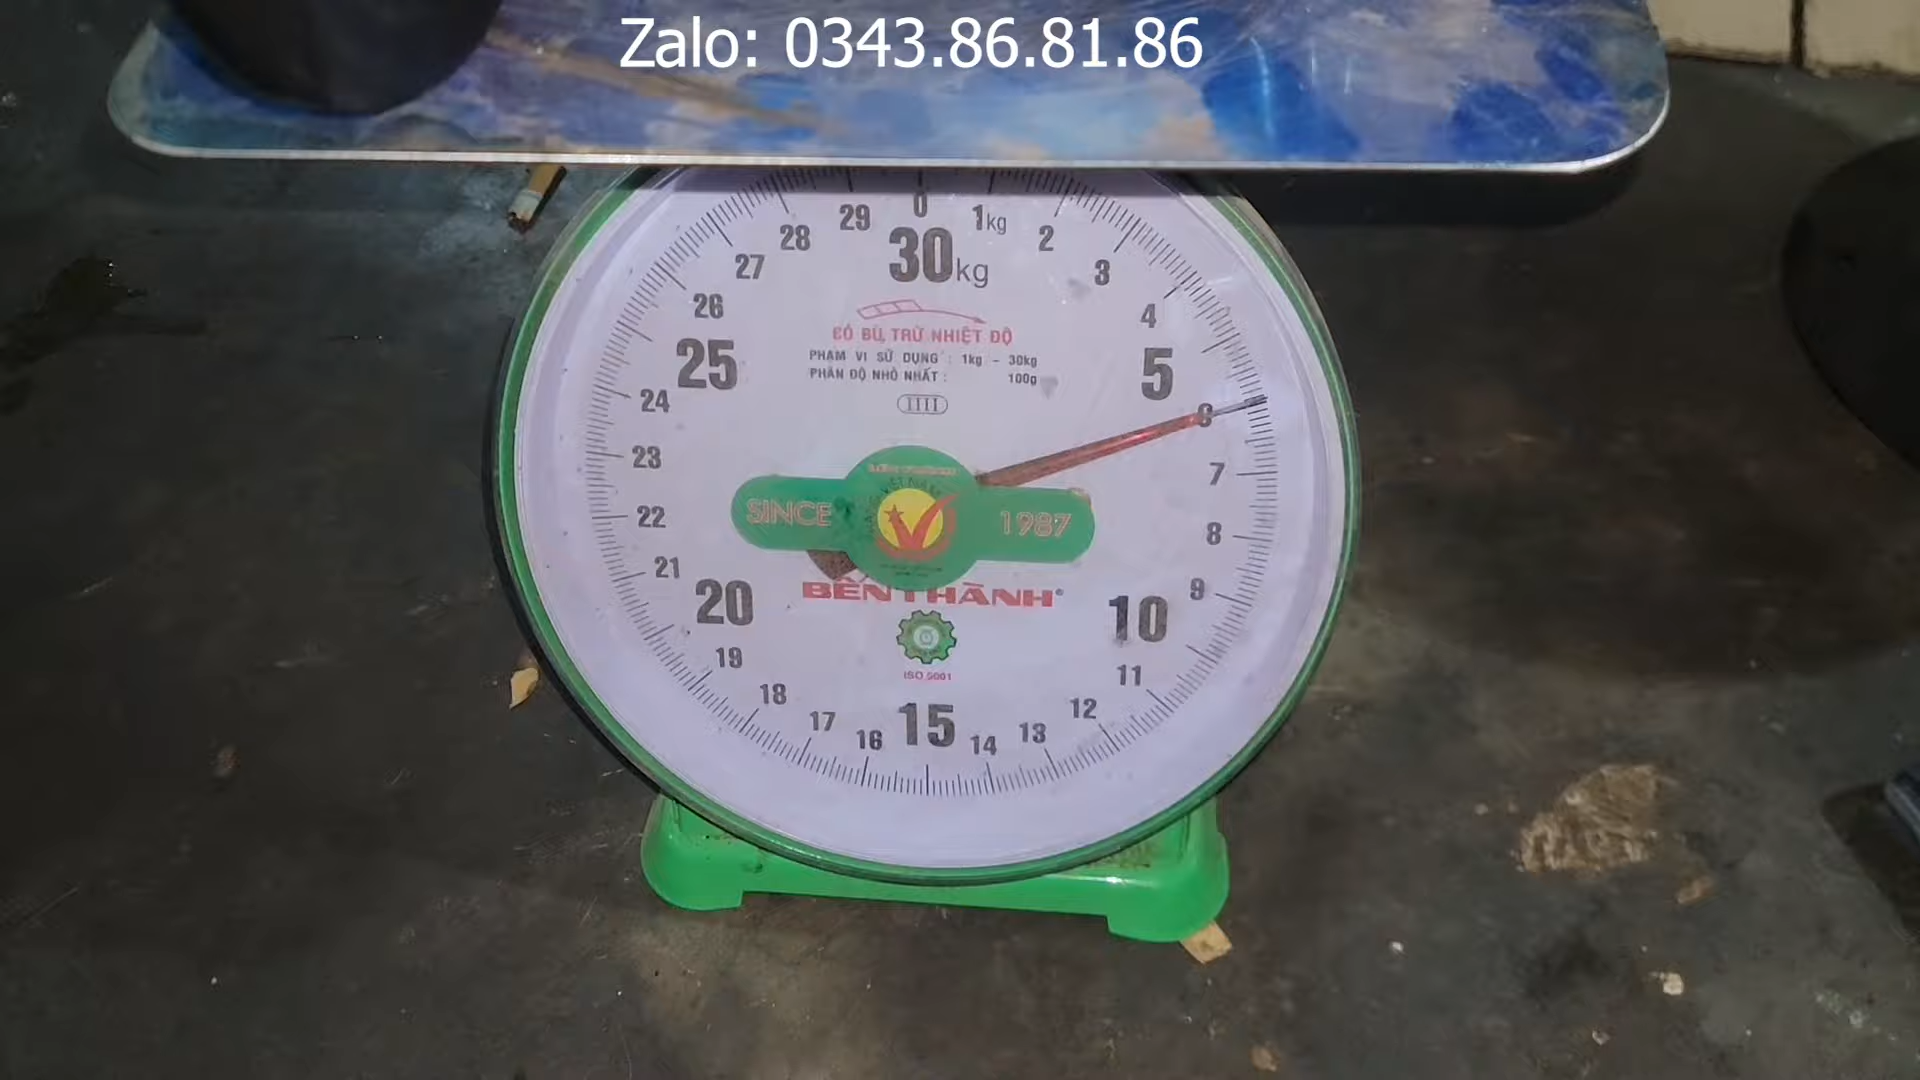 Zalo: 0343.86.81.86
0
1kg
2
3
4
5
6
7
8
9
10
11
12
13
14
15
16
17
18
19
20
21
22
23
24
25
26
27
28
29
30kg
CÓ BÙ TRỪ NHIỆT ĐỘ
PHẠM VI SỬ DỤNG : 1kg - 30kg
PHÂN ĐỘ NHỎ NHẤT : 100g
IIII
SINCE 1987
BẾN THÀNH®
ISO 9001